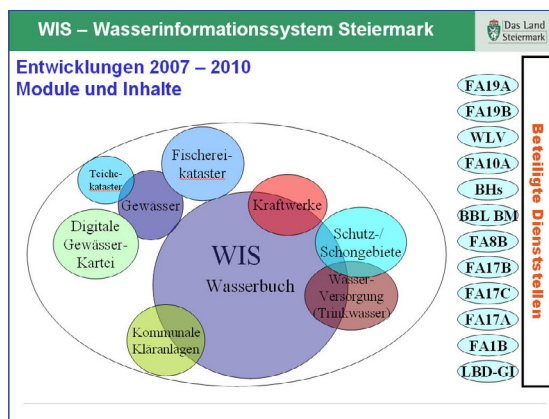 WIS – Wasserinformationssystem Steiermark
Das Land
Steiermark
Entwicklungen 2007 – 2010
Module und Inhalte
Fischerei-
kataster
Teiche-
kataster
Gewässer
Kraftwerke
Digitale
Gewässer-
Kartei
Schutz-/
Schongebiete
WIS
Wasserbuch
Wasser-
Versorgung
(Trinkwasser)
Kommunale
Kläranlagen
FA19A
FA19B
WLV
FA10A
BHs
BBL BM
FA8B
FA17B
FA17C
FA17A
FA1B
LBD-GI
Beteiligte Dienststellen